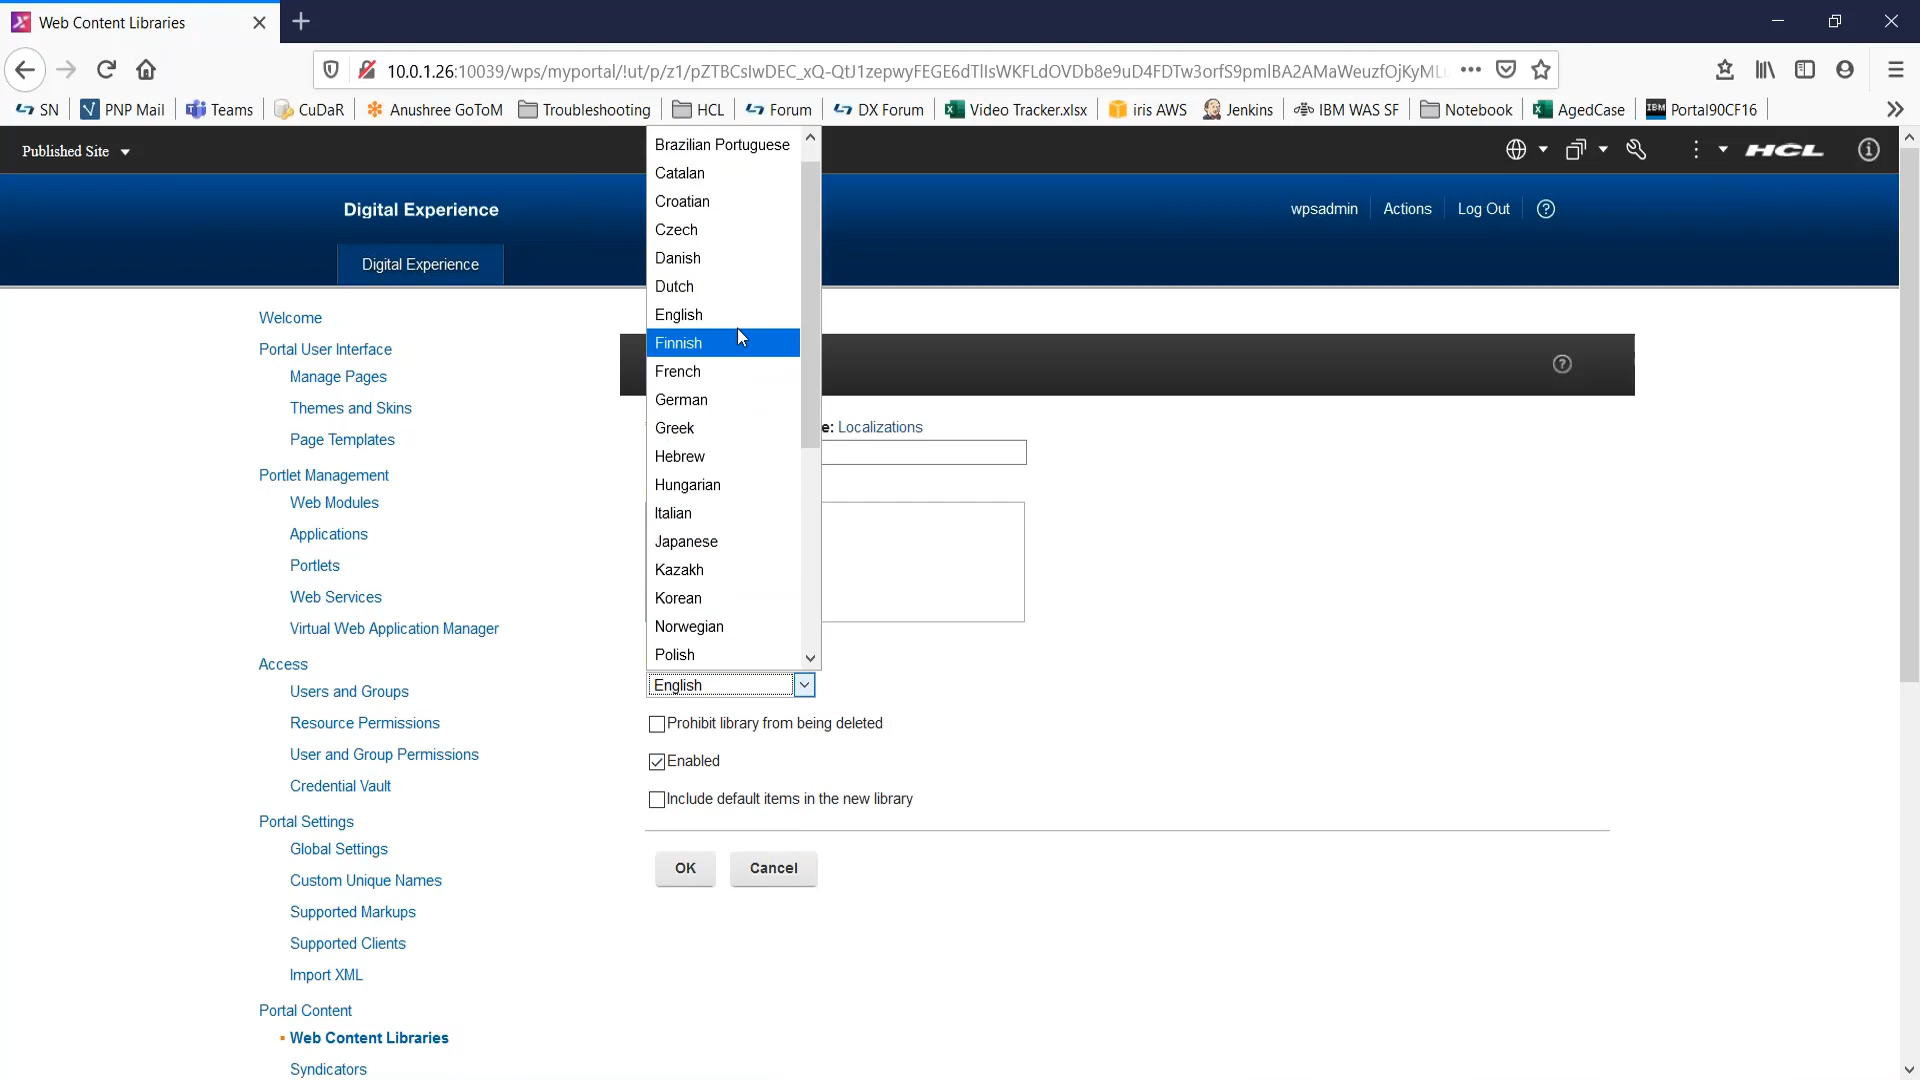 Web Content Libraries
10.0.1.26:10039/wps/myportal/!ut/p/z1/pZTBCsIwDEC_xQ-QtJ1zepwyFEGE6dTlIsWKFLdOVDb8e9uD4FDTw3orfS9pmlBA2AMaWeuzfOjKyML
SN PNP Mail Teams CuDaR Anushree GoToM Troubleshooting HCL Forum DX Forum Video Tracker.xlsx iris AWS Jenkins IBM WAS SF Notebook AgedCase IBM Portal90CF16
Published Site HCL
Digital Experience wpsadmin Actions Log Out
Digital Experience
Brazilian Portuguese
Catalan
Croatian
Czech
Danish
Dutch
English
Finnish
French
German
Greek
Hebrew
Hungarian
Italian
Japanese
Kazakh
Korean
Norwegian
Polish
English
e: Localizations
Prohibit library from being deleted
Enabled
Include default items in the new library
OK Cancel
Welcome
Portal User Interface
Manage Pages
Themes and Skins
Page Templates
Portlet Management
Web Modules
Applications
Portlets
Web Services
Virtual Web Application Manager
Access
Users and Groups
Resource Permissions
User and Group Permissions
Credential Vault
Portal Settings
Global Settings
Custom Unique Names
Supported Markups
Supported Clients
Import XML
Portal Content
Web Content Libraries
Syndicators